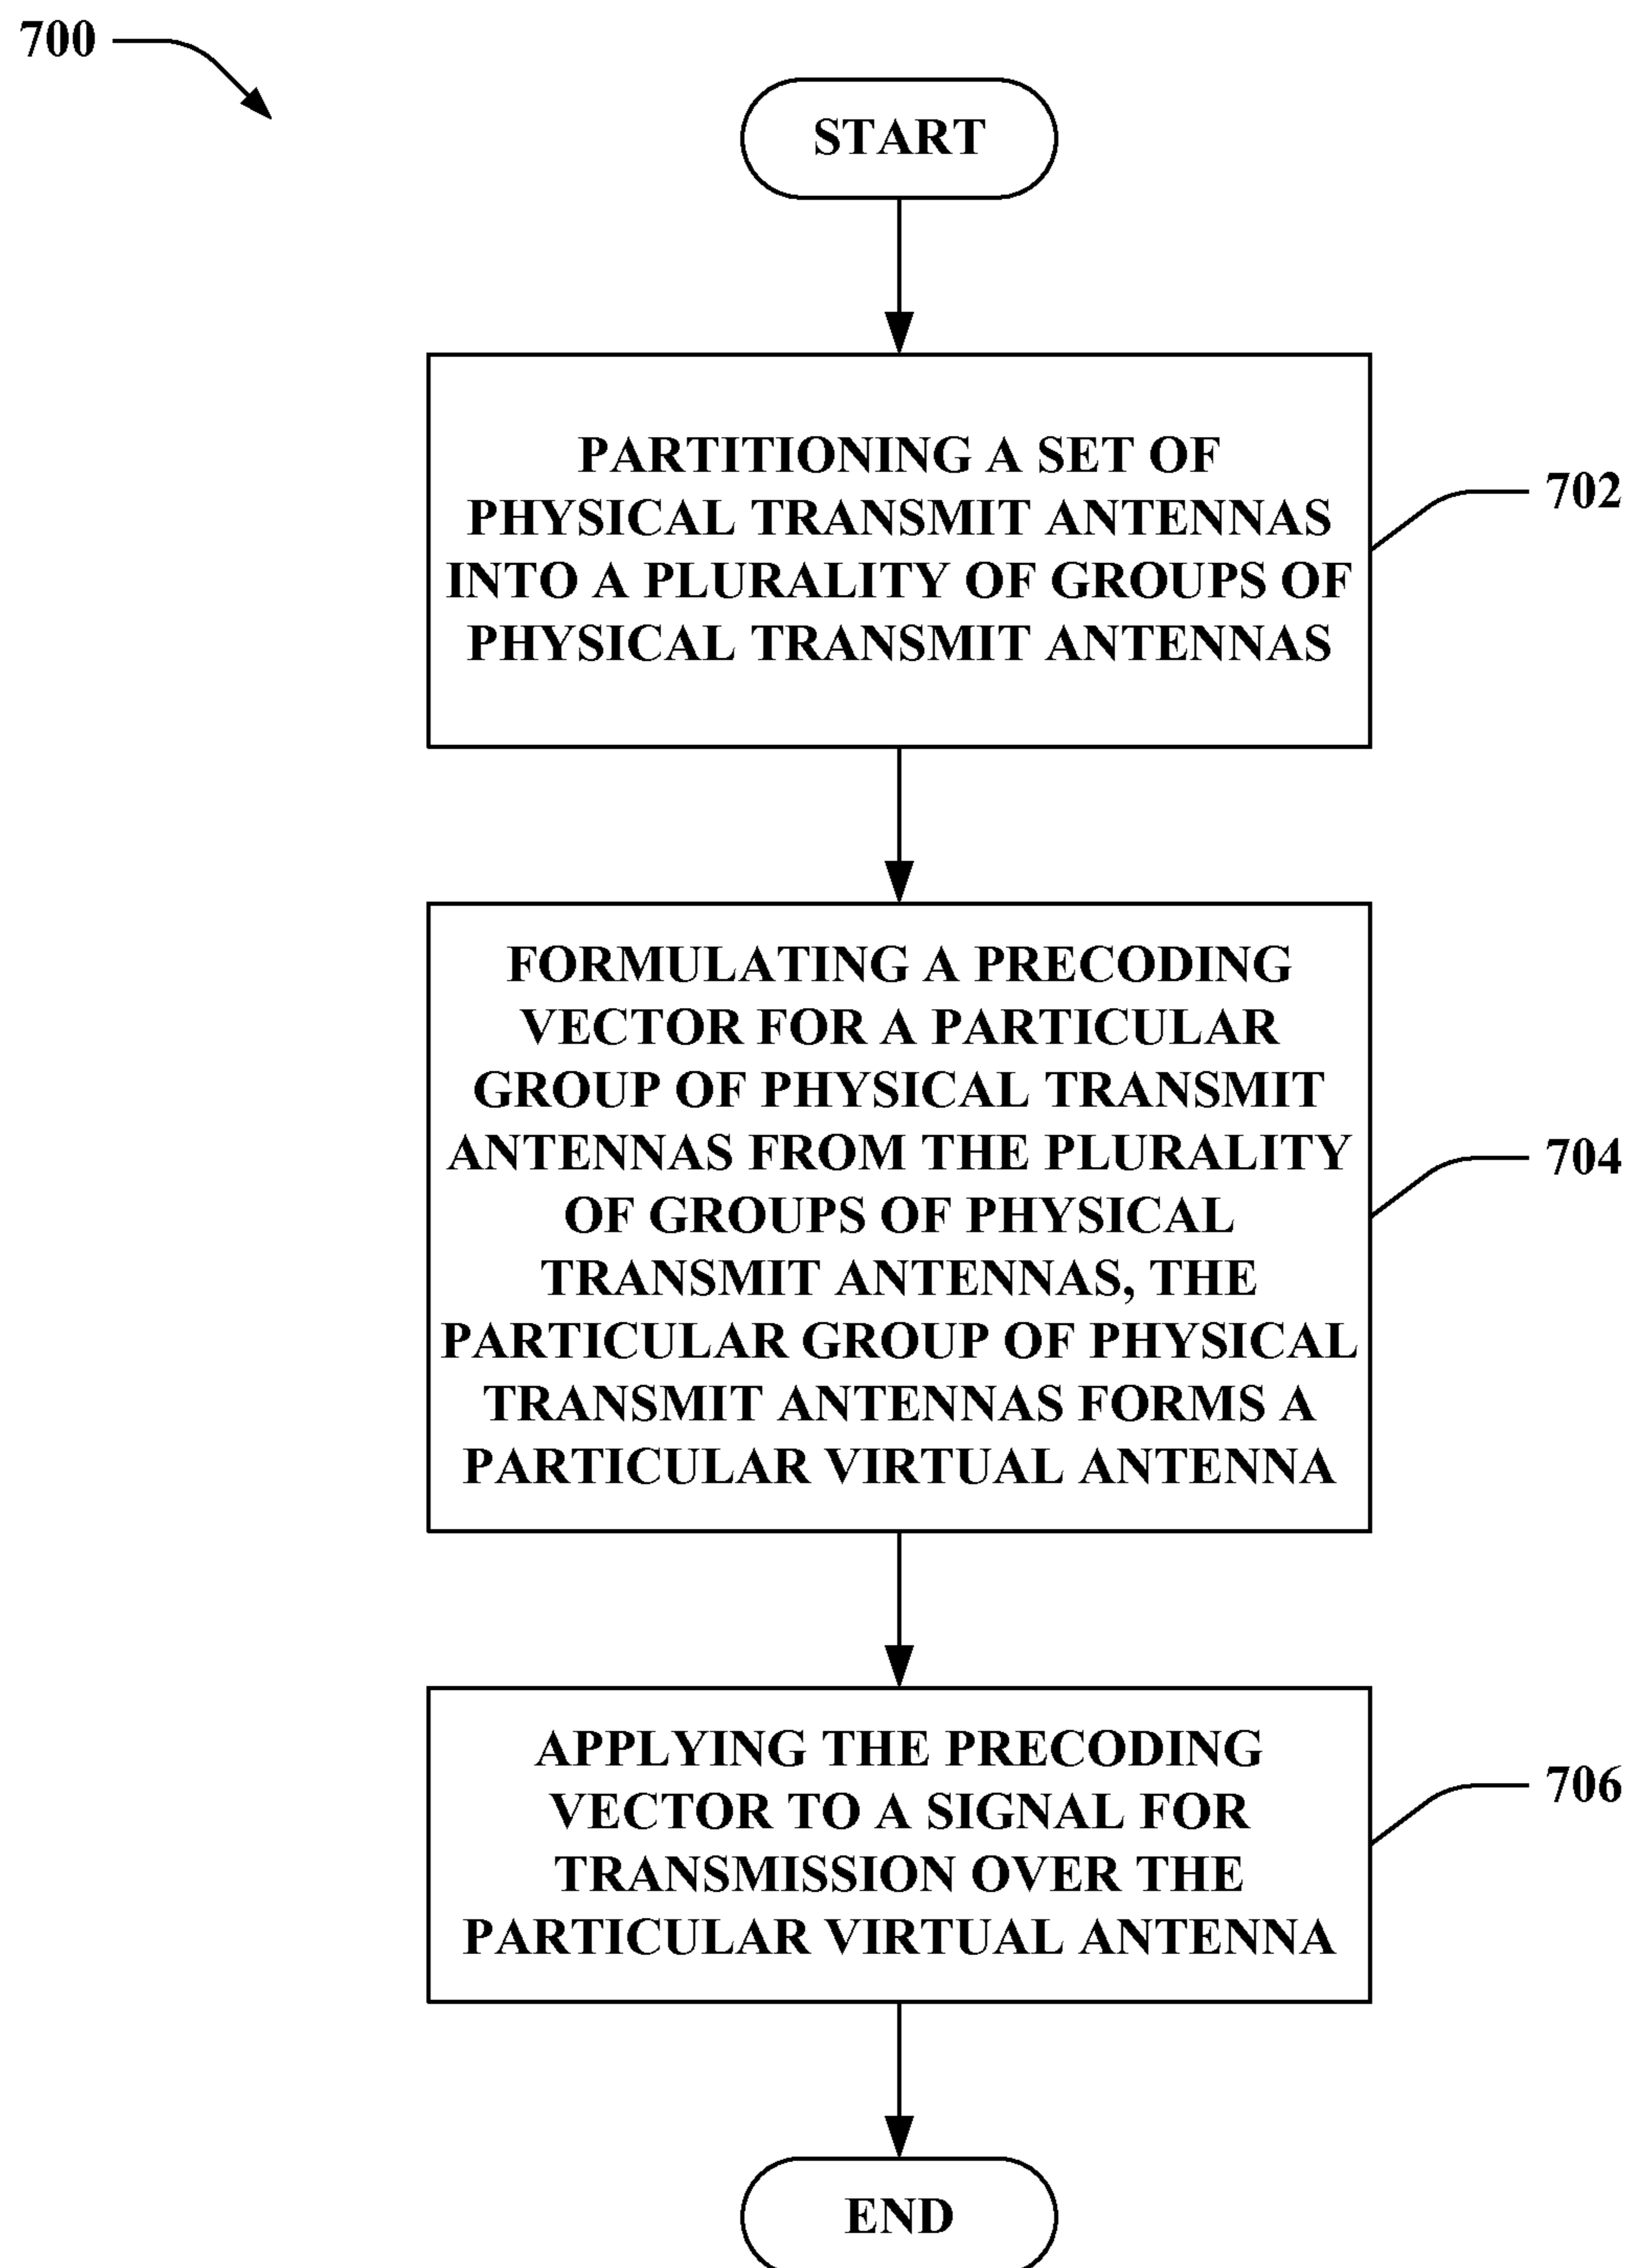 700
START
PARTITIONING A SET OF
PHYSICAL TRANSMIT ANTENNAS
INTO A PLURALITY OF GROUPS OF
PHYSICAL TRANSMIT ANTENNAS
702
FORMULATING A PRECODING
VECTOR FOR A PARTICULAR
GROUP OF PHYSICAL TRANSMIT
ANTENNAS FROM THE PLURALITY
OF GROUPS OF PHYSICAL
TRANSMIT ANTENNAS, THE
PARTICULAR GROUP OF PHYSICAL
TRANSMIT ANTENNAS FORMS A
PARTICULAR VIRTUAL ANTENNA
704
APPLYING THE PRECODING
VECTOR TO A SIGNAL FOR
TRANSMISSION OVER THE
PARTICULAR VIRTUAL ANTENNA
706
END